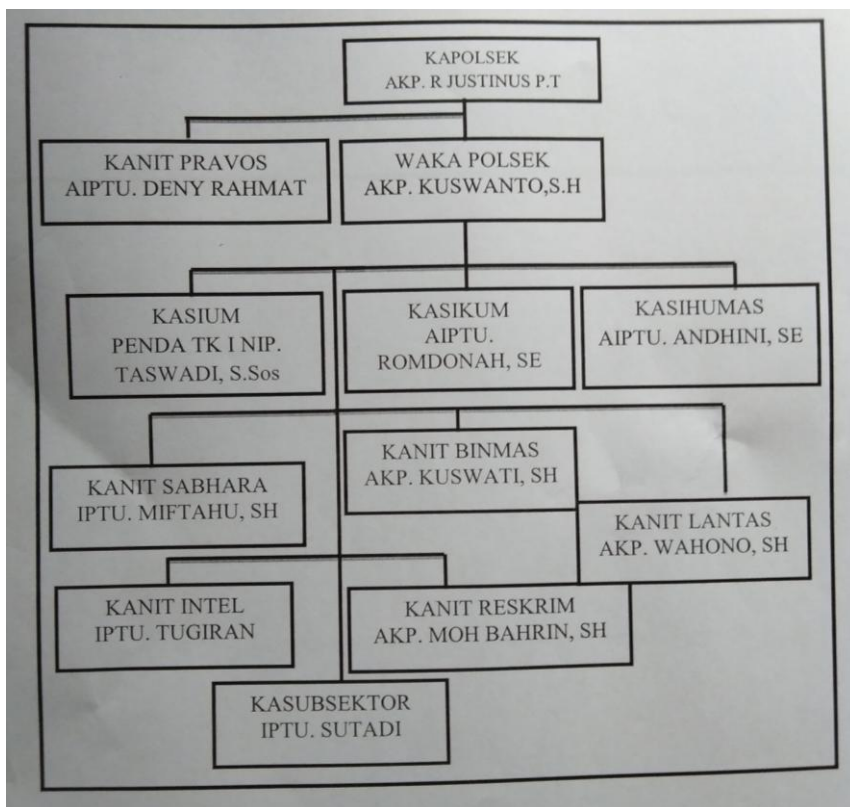 KAPOLSEK
AKP. R JUSTINUS P.T
KANIT PRAVOS
AIPTU. DENY RAHMAT
WAKA POLSEK
AKP. KUSWANTO,S.H
KASIUM
PENDA TK I NIP.
TASWADI, S.Sos
KASIKUM
AIPTU.
ROMDONAH, SE
KASIHUMAS
AIPTU. ANDHINI, SE
KANIT SABHARA
IPTU. MIFTAHU, SH
KANIT BINMAS
AKP. KUSWATI, SH
KANIT LANTAS
AKP. WAHONO, SH
KANIT INTEL
IPTU. TUGIRAN
KANIT RESKRIM
AKP. MOH BAHRIN, SH
KASUBSEKTOR
IPTU. SUTADI